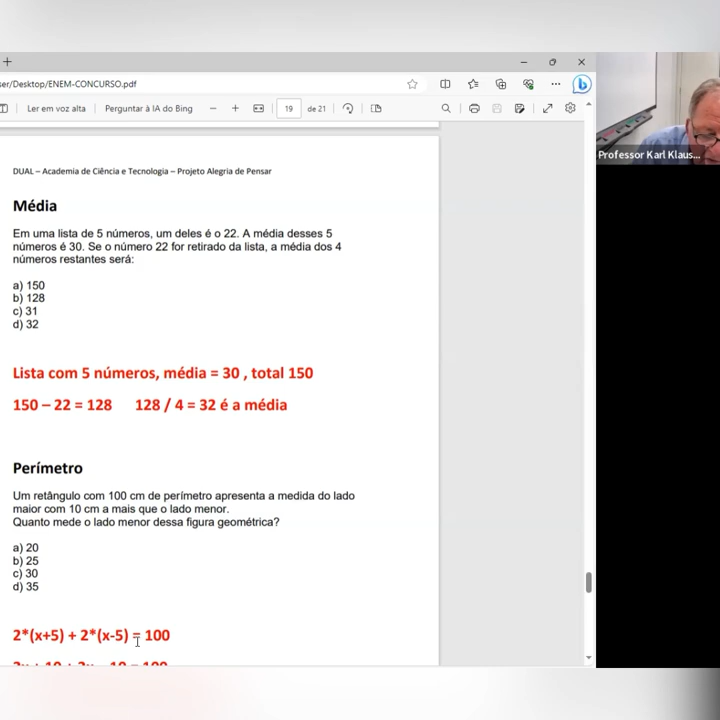 ser/Desktop/ENEM-CONCURSO.pdf
Ler em voz alta
Perguntar à IA do Bing
19
de 21
Professor Karl Klaus...
DUAL – Academia de Ciência e Tecnologia – Projeto Alegria de Pensar
Média
Em uma lista de 5 números, um deles é o 22. A média desses 5
números é 30. Se o número 22 for retirado da lista, a média dos 4
números restantes será:
a) 150
b) 128
c) 31
d) 32
Lista com 5 números, média = 30 , total 150
150 – 22 = 128 128 / 4 = 32 é a média
Perímetro
Um retângulo com 100 cm de perímetro apresenta a medida do lado
maior com 10 cm a mais que o lado menor.
Quanto mede o lado menor dessa figura geométrica?
a) 20
b) 25
c) 30
d) 35
2*(x+5) + 2*(x-5) = 100